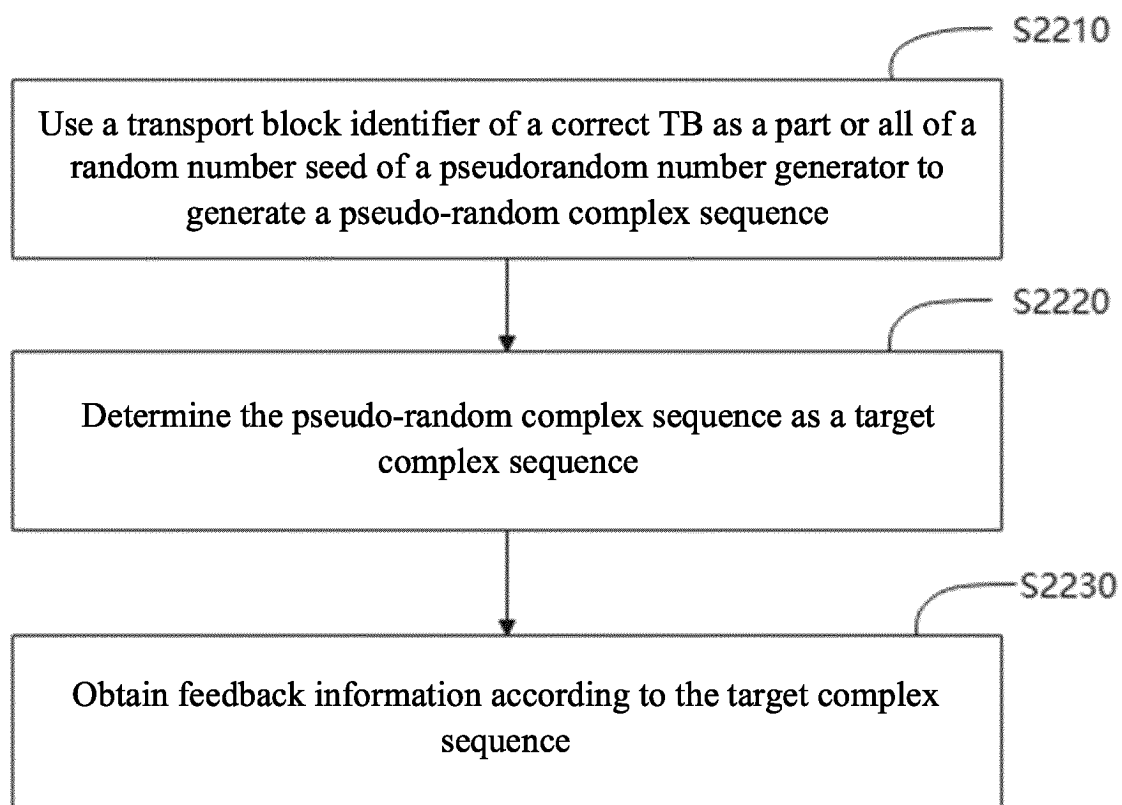 S2210
Use a transport block identifier of a correct TB as a part or all of a
random number seed of a pseudorandom number generator to
generate a pseudo-random complex sequence
S2220
Determine the pseudo-random complex sequence as a target
complex sequence
S2230
Obtain feedback information according to the target complex
sequence